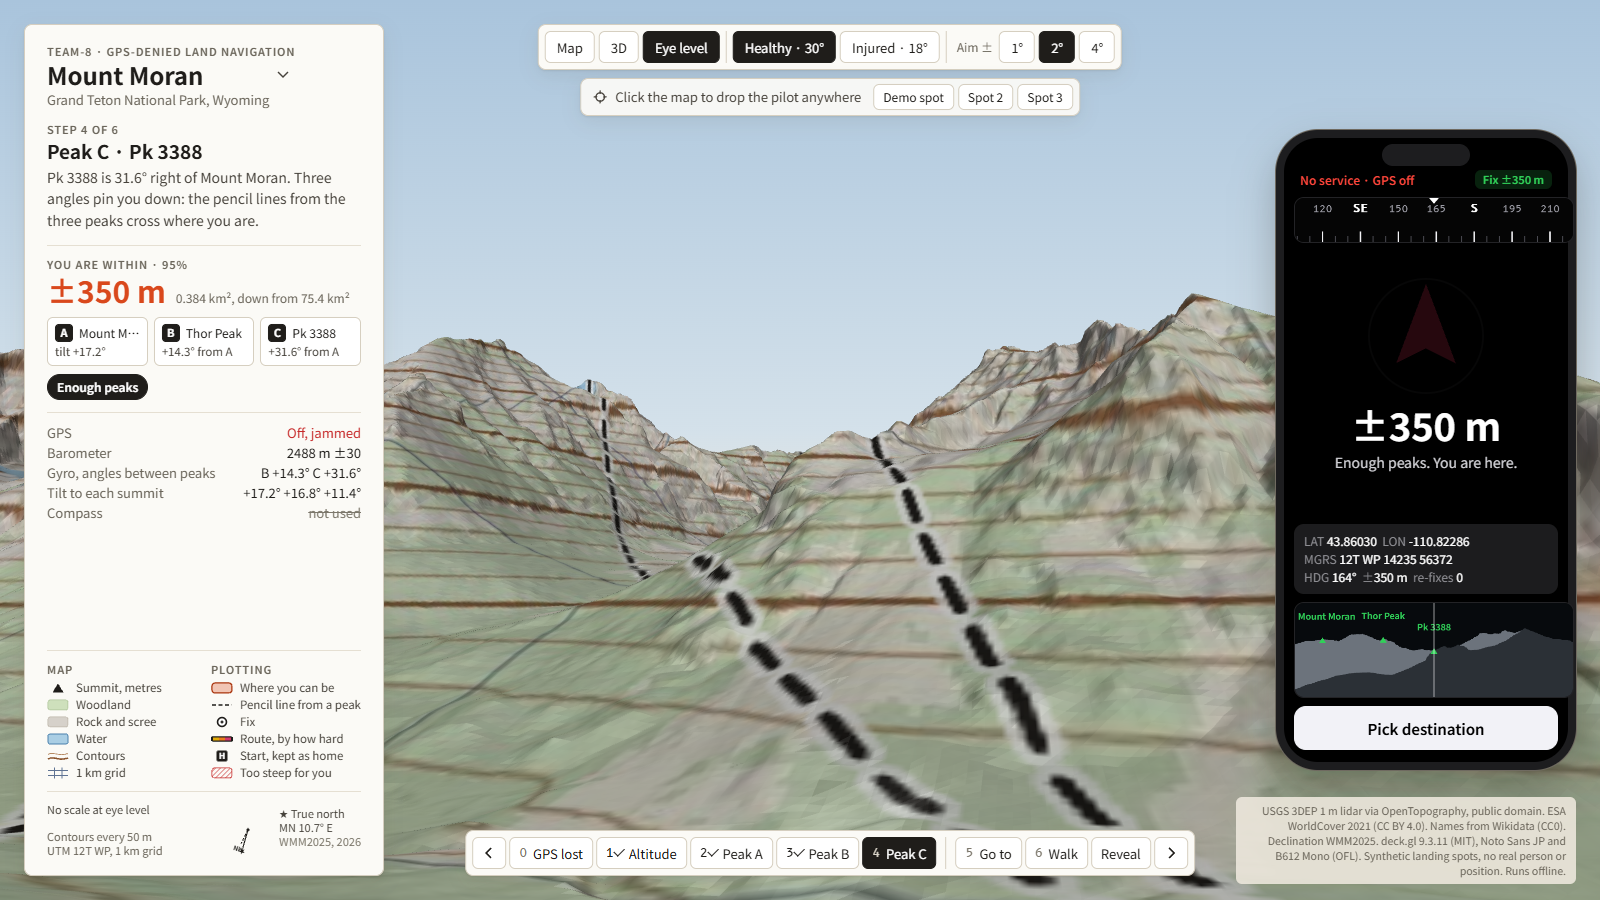 TEAM-8 · GPS-DENIED LAND NAVIGATION
Mount Moran
Grand Teton National Park, Wyoming
STEP 4 OF 6
Peak C · Pk 3388
Pk 3388 is 31.6° right of Mount Moran. Three
angles pin you down: the pencil lines from the
three peaks cross where you are.
YOU ARE WITHIN · 95%
±350 m 0.384 km², down from 75.4 km²
A Mount M⋯
tilt +17.2°
B Thor Peak
+14.3° from A
C Pk 3388
+31.6° from A
Enough peaks
GPS Off, jammed
Barometer 2488 m ±30
Gyro, angles between peaks B +14.3° C +31.6°
Tilt to each summit +17.2° +16.8° +11.4°
Compass not used
MAP
Summit, metres
Woodland
Rock and scree
Water
Contours
1 km grid
PLOTTING
Where you can be
Pencil line from a peak
Fix
Route, by how hard
H Start, kept as home
Too steep for you
No scale at eye level
Contours every 50 m
UTM 12T WP, 1 km grid
★ True north
MN 10.7° E
WMM2025, 2026
Map 3D Eye level Healthy · 30° Injured · 18° Aim ± 1° 2° 4°
Click the map to drop the pilot anywhere Demo spot Spot 2 Spot 3
No service · GPS off Fix ±350 m
120 SE 150 165 S 195 210
±350 m
Enough peaks. You are here.
LAT 43.86030 LON -110.82286
MGRS 12T WP 14235 56372
HDG 164° ±350 m re-fixes 0
Mount Moran Thor Peak
Pk 3388
Pick destination
0 GPS lost 1✓ Altitude 2✓ Peak A 3✓ Peak B 4 Peak C 5 Go to 6 Walk Reveal
USGS 3DEP 1 m lidar via OpenTopography, public domain. ESA
WorldCover 2021 (CC BY 4.0). Names from Wikidata (CC0).
Declination WMM2025. deck.gl 9.3.11 (MIT), Noto Sans JP and
B612 Mono (OFL). Synthetic landing spots, no real person or
position. Runs offline.